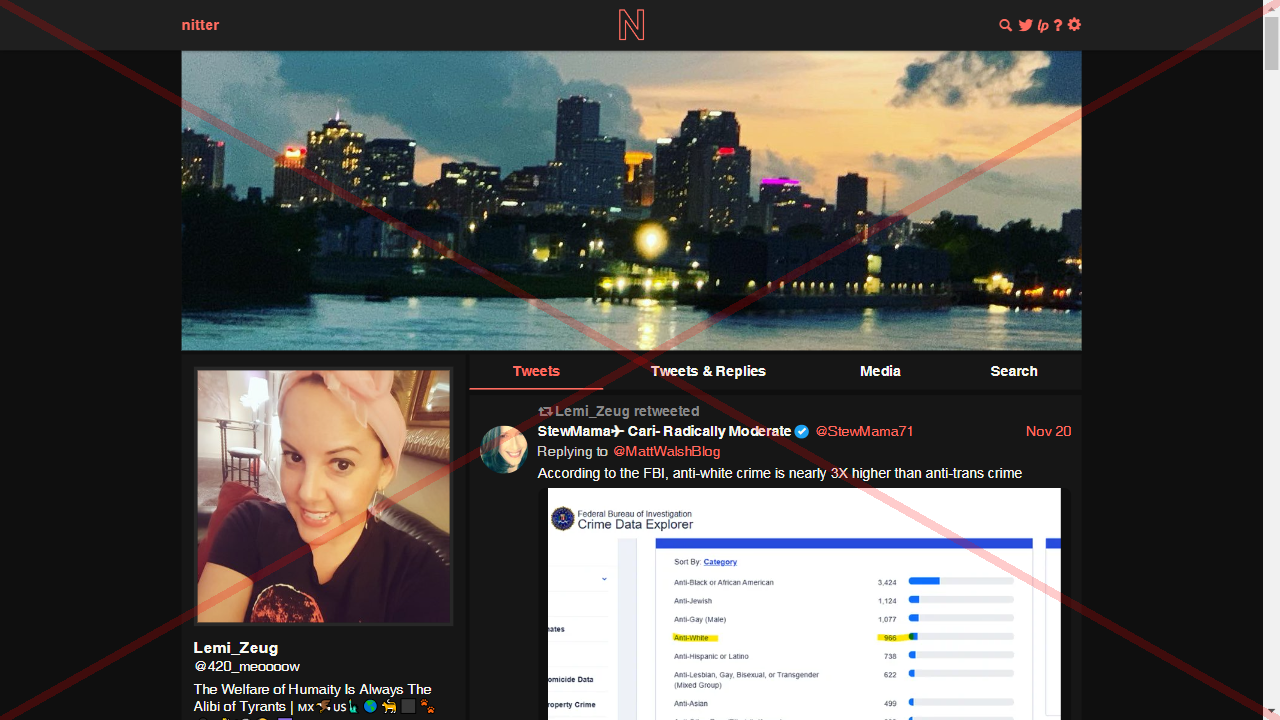 nitter
Tweets
Tweets & Replies
Media
Search
Lemi_Zeug retweeted
StewMama✈ Cari- Radically Moderate @StewMama71 Nov 20
Replying to @MattWalshBlog
According to the FBI, anti-white crime is nearly 3X higher than anti-trans crime
Federal Bureau of Investigation
Crime Data Explorer
Sort By: Category
Anti-Black or African American 3,424
Anti-Jewish 1,124
Anti-Gay (Male) 1,077
Anti-White 966
Anti-Hispanic or Latino 738
Anti-Lesbian, Gay, Bisexual, or Transgender 622
(Mixed Group)
Anti-Asian 499
mates
omicide Data
roperty Crime
Lemi_Zeug
@420_meoooow
The Welfare of Humaity Is Always The
Alibi of Tyrants | MX🦅US🗽🌎🐆⬛🐾